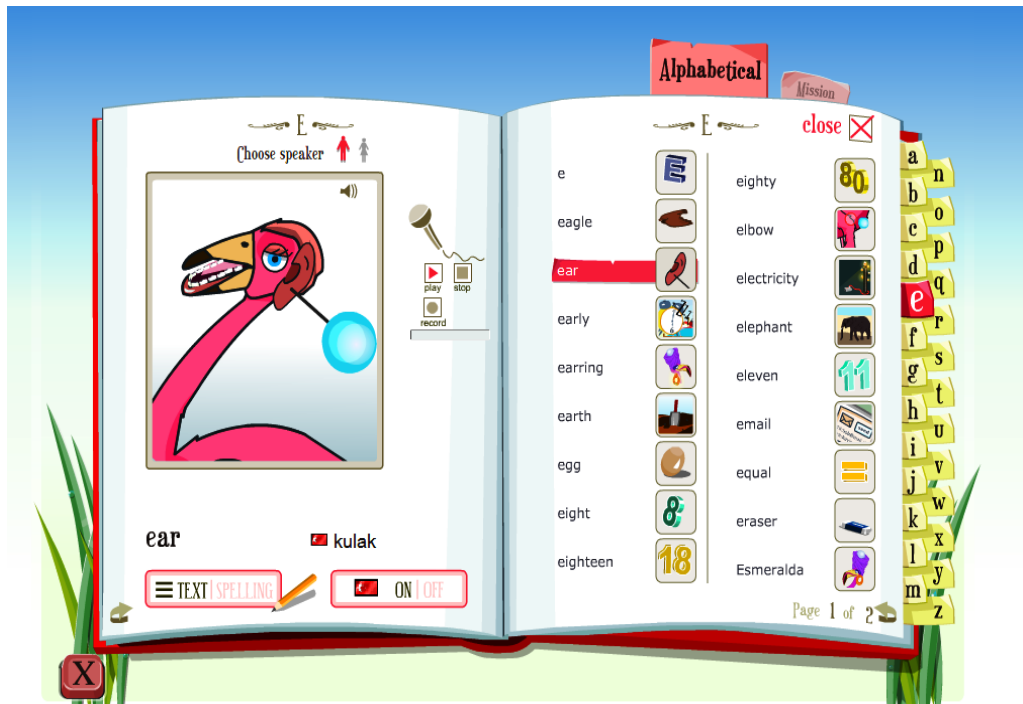 Alphabetical
Mission
E
Choose speaker
play
stop
record
ear
kulak
TEXT | SPELLING
ON | OFF
X
E
close
e
E
eagle
ear
early
earring
earth
egg
eight
8
eighteen
18
eighty
80
elbow
electricity
elephant
eleven
11
email
equal
eraser
Esmeralda
Page 1 of 2
a
b
c
d
e
f
g
h
i
j
k
l
m
n
o
p
q
r
s
t
u
v
w
x
y
z